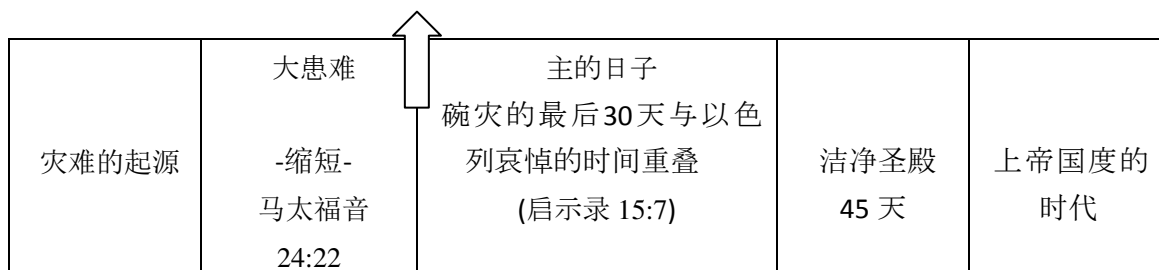 灾难的起源
大患难
-缩短-
马太福音
24:22
主的日子
碗灾的最后30天与以色
列哀悼的时间重叠
(启示录 15:7)
洁净圣殿
45 天
上帝国度的
时代